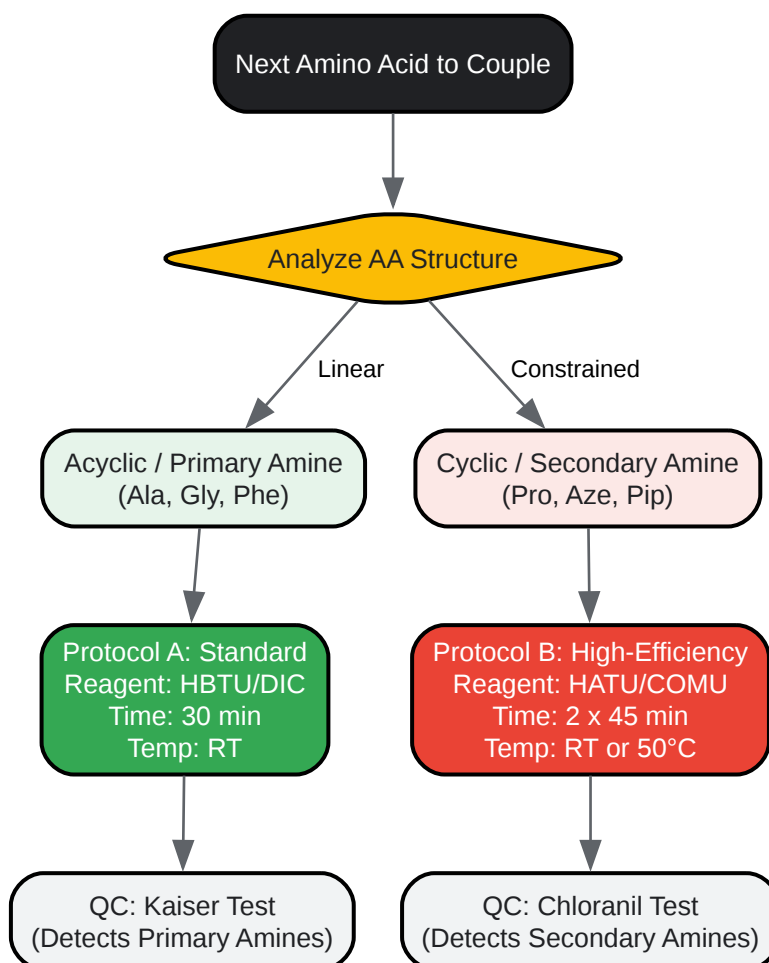 Next Amino Acid to Couple
Analyze AA Structure
Linear
Constrained
Acyclic / Primary Amine
(Ala, Gly, Phe)
Cyclic / Secondary Amine
(Pro, Aze, Pip)
Protocol A: Standard
Reagent: HBTU/DIC
Time: 30 min
Temp: RT
Protocol B: High-Efficiency
Reagent: HATU/COMU
Time: 2 x 45 min
Temp: RT or 50°C
QC: Kaiser Test
(Detects Primary Amines)
QC: Chloranil Test
(Detects Secondary Amines)